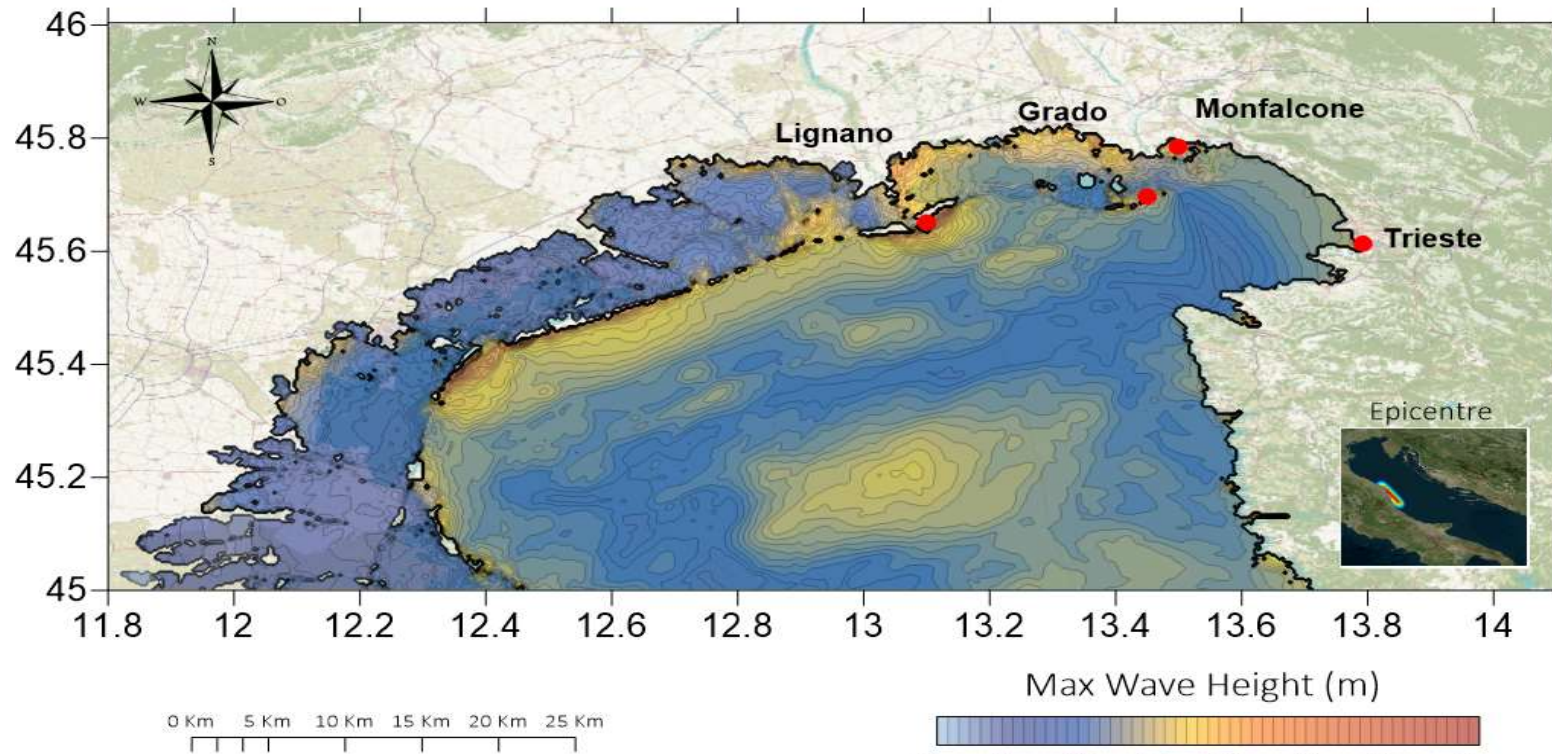 46
45.8
45.6
45.4
45.2
45
N
W
O
S
Lignano
Grado
Monfalcone
Trieste
Epicentre
11.8 12 12.2 12.4 12.6 12.8 13 13.2 13.4 13.6 13.8 14
Max Wave Height (m)
0 Km 5 Km 10 Km 15 Km 20 Km 25 Km